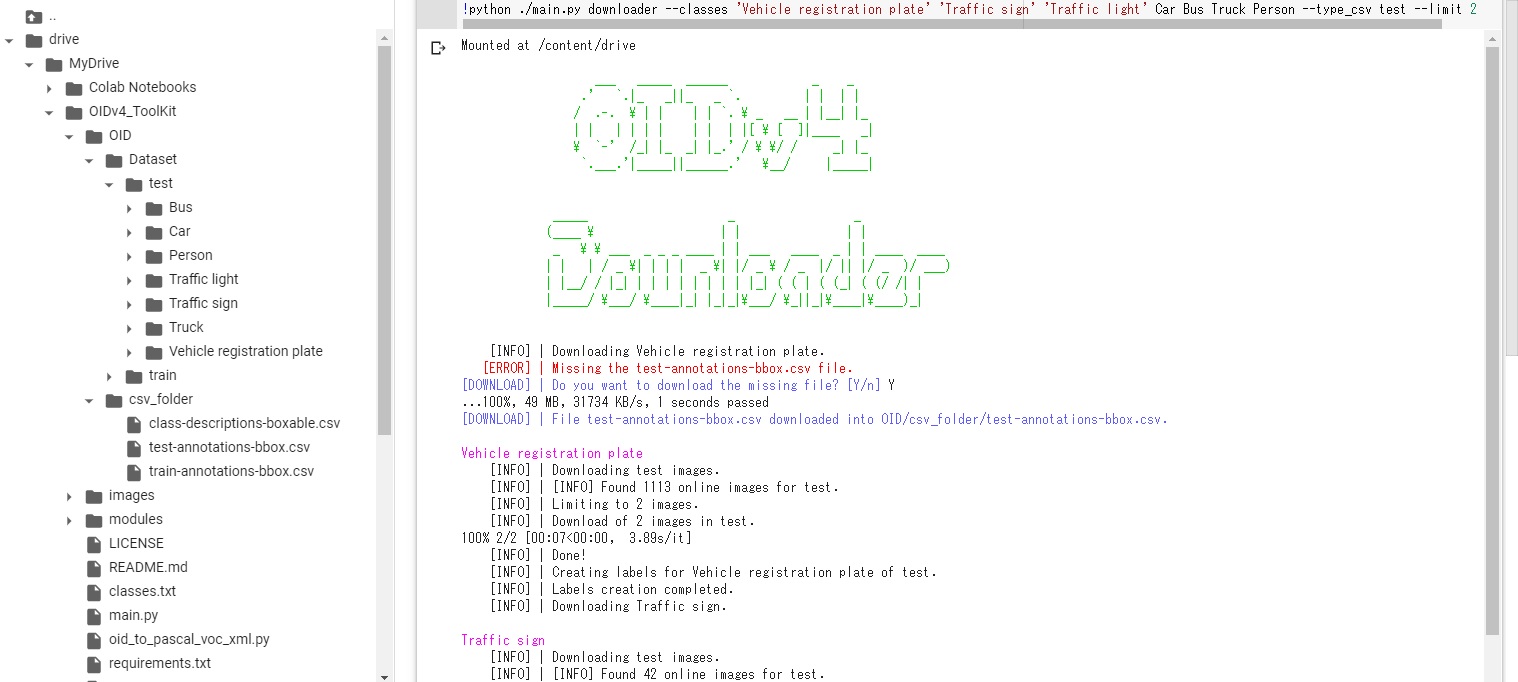 ..
drive
MyDrive
Colab Notebooks
OIDv4_ToolKit
OID
Dataset
test
Bus
Car
Person
Traffic light
Traffic sign
Truck
Vehicle registration plate
train
csv_folder
class-descriptions-boxable.csv
test-annotations-bbox.csv
train-annotations-bbox.csv
images
modules
LICENSE
README.md
classes.txt
main.py
oid_to_pascal_voc_xml.py
requirements.txt
!python ./main.py downloader --classes 'Vehicle registration plate' 'Traffic sign' 'Traffic light' Car Bus Truck Person --type_csv test --limit 2
Mounted at /content/drive
OIDv4
Downloader
[INFO] | Downloading Vehicle registration plate.
[ERROR] | Missing the test-annotations-bbox.csv file.
[DOWNLOAD] | Do you want to download the missing file? [Y/n] Y
...100%, 49 MB, 31734 KB/s, 1 seconds passed
[DOWNLOAD] | File test-annotations-bbox.csv downloaded into OID/csv_folder/test-annotations-bbox.csv.
Vehicle registration plate
[INFO] | Downloading test images.
[INFO] | [INFO] Found 1113 online images for test.
[INFO] | Limiting to 2 images.
[INFO] | Download of 2 images in test.
100% 2/2 [00:07<00:00, 3.89s/it]
[INFO] | Done!
[INFO] | Creating labels for Vehicle registration plate of test.
[INFO] | Labels creation completed.
[INFO] | Downloading Traffic sign.
Traffic sign
[INFO] | Downloading test images.
[INFO] | [INFO] Found 42 online images for test.